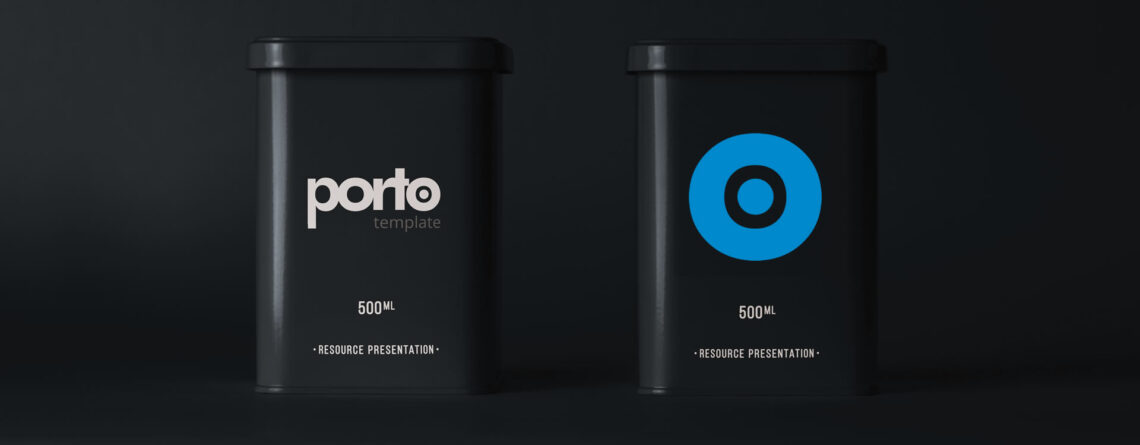 porto
template
500ML
· RESOURCE PRESENTATION ·
500ML
· RESOURCE PRESENTATION ·